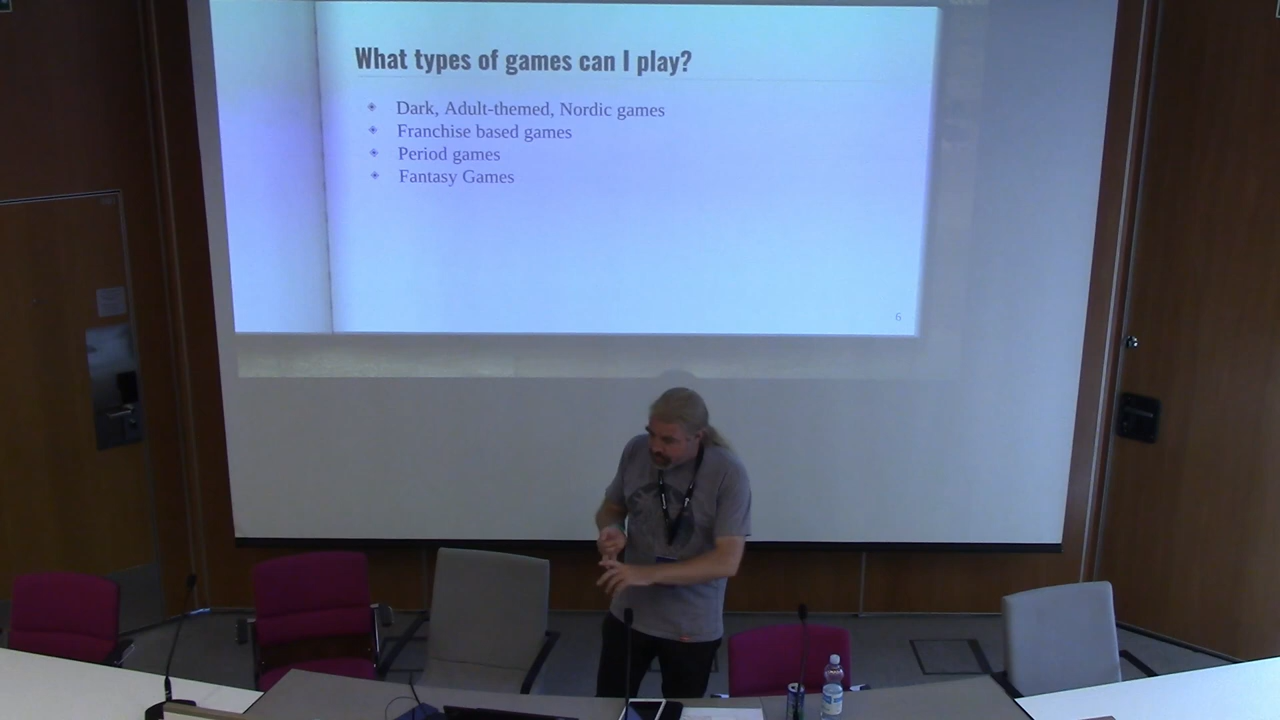 What types of games can I play?
Dark, Adult-themed, Nordic games
Franchise based games
Period games
Fantasy Games
6